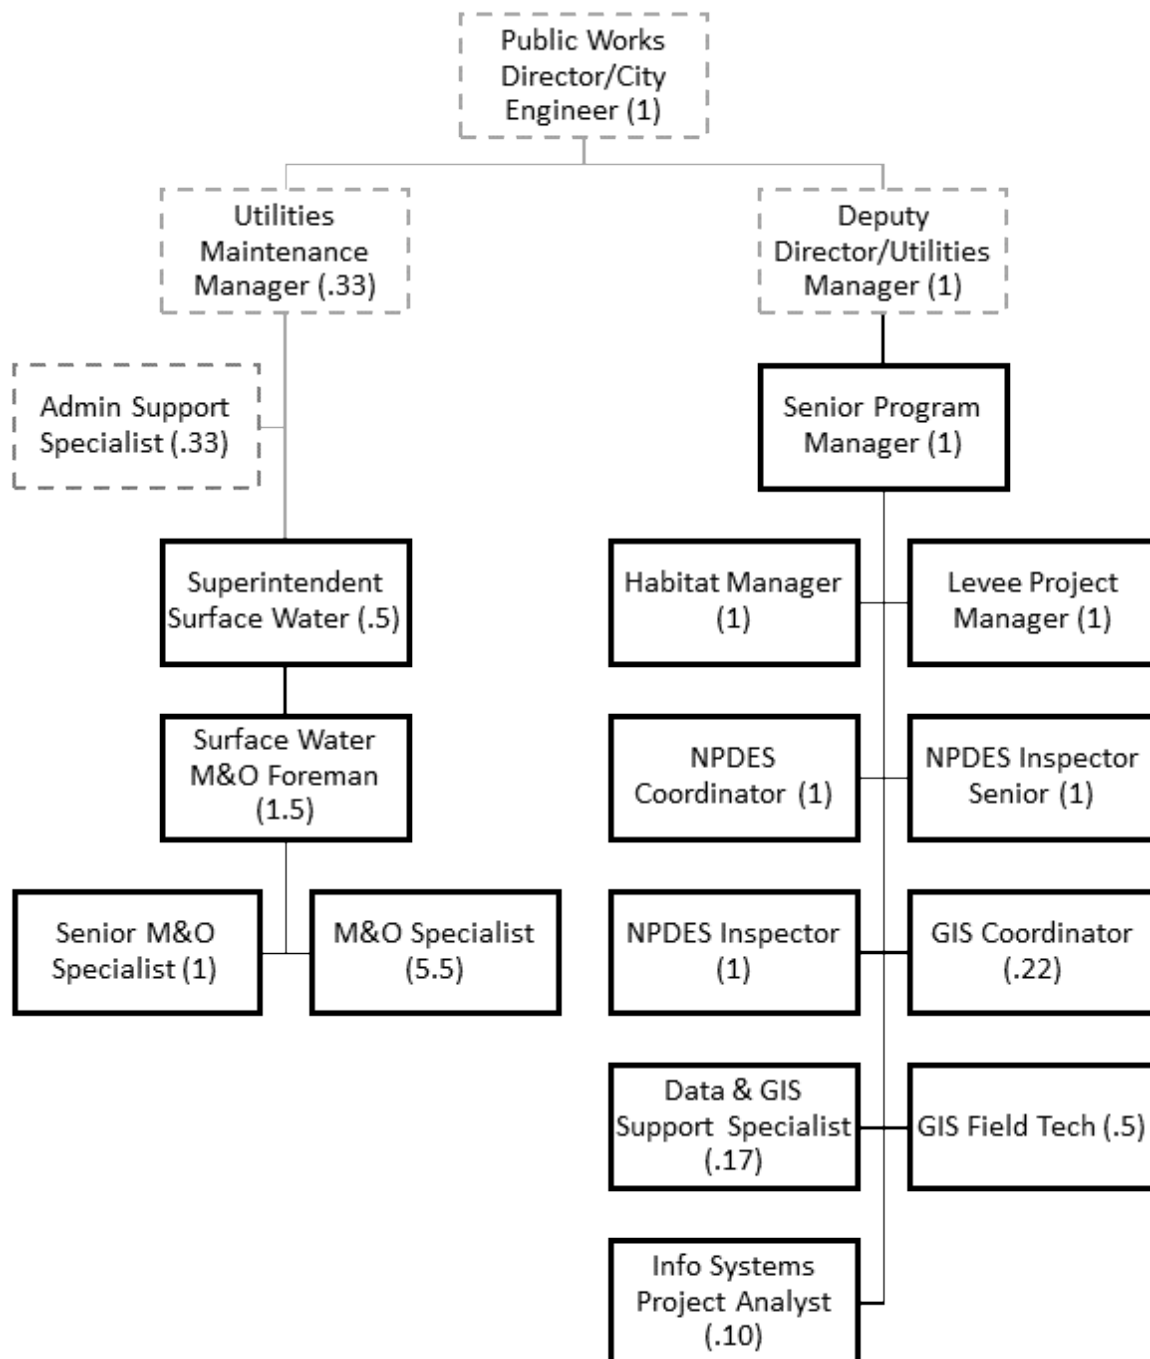 Public Works
Director/City
Engineer (1)
Utilities
Maintenance
Manager (.33)
Deputy
Director/Utilities
Manager (1)
Admin Support
Specialist (.33)
Senior Program
Manager (1)
Superintendent
Surface Water (.5)
Habitat Manager
(1)
Levee Project
Manager (1)
Surface Water
M&O Foreman
(1.5)
NPDES
Coordinator (1)
NPDES Inspector
Senior (1)
Senior M&O
Specialist (1)
M&O Specialist
(5.5)
NPDES Inspector
(1)
GIS Coordinator
(.22)
Data & GIS
Support Specialist
(.17)
GIS Field Tech (.5)
Info Systems
Project Analyst
(.10)